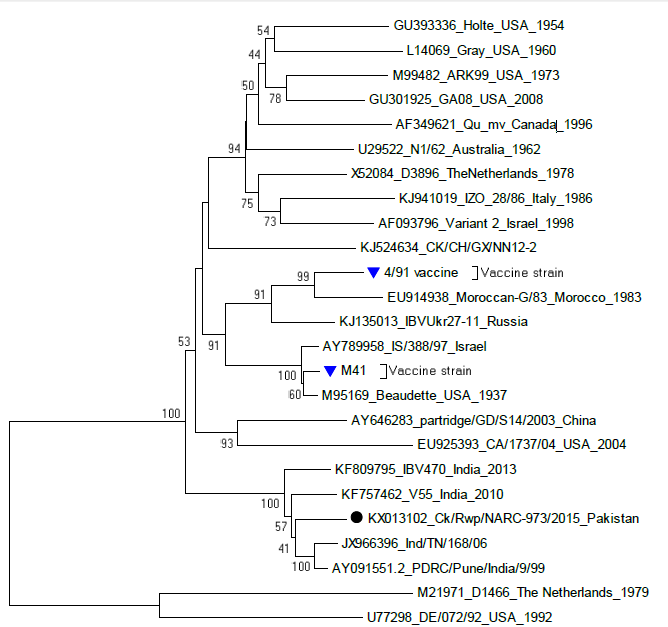 54
GU393336_Holte_USA_1954
44
L14069_Gray_USA_1960
M99482_ARK99_USA_1973
50
78
GU301925_GA08_USA_2008
AF349621_Qu_mv_Canada_1996
94
U29522_N1/62_Australia_1962
X52084_D3896_TheNetherlands_1978
75
KJ941019_IZO_28/86_Italy_1986
73
AF093796_Variant 2_Israel_1998
KJ524634_CK/CH/GX/NN12-2
99
4/91 vaccine
Vaccine strain
91
EU914938_Moroccan-G/83_Morocco_1983
KJ135013_IBVUkr27-11_Russia
53
91
AY789958_IS/388/97_Israel
100
M41
Vaccine strain
60
M95169_Beaudette_USA_1937
100
AY646283_partridge/GD/S14/2003_China
93
EU925393_CA/1737/04_USA_2004
KF809795_IBV470_India_2013
100
KF757462_V55_India_2010
57
KX013102_Ck/Rwp/NARC-973/2015_Pakistan
41
JX966396_Ind/TN/168/06
100
AY091551.2_PDRC/Pune/India/9/99
M21971_D1466_The Netherlands_1979
U77298_DE/072/92_USA_1992